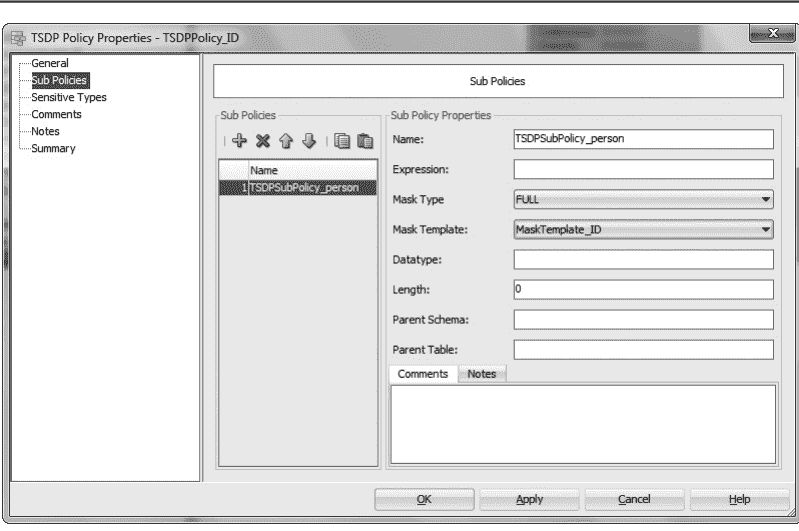 TSDP Policy Properties - TSDPPolicy_ID
General
Sub Policies
Sensitive Types
Comments
Notes
Summary
Sub Policies
Sub Policies
Name
1 TSDPSubPolicy_person
Sub Policy Properties
Name: TSDPSubPolicy_person
Expression:
Mask Type FULL
Mask Template: MaskTemplate_ID
Datatype:
Length: 0
Parent Schema:
Parent Table:
Comments Notes
OK Apply Cancel Help